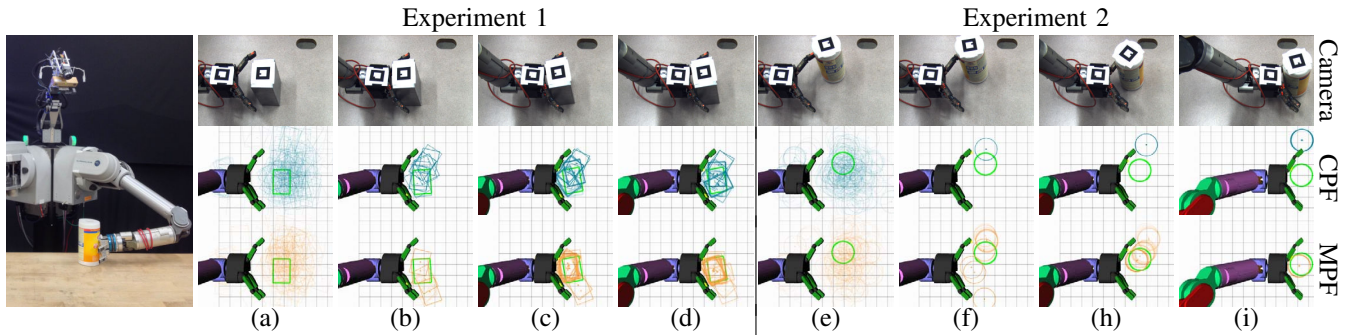 Experiment 1
Experiment 2
Camera
CPF
MPF
(a) (b) (c) (d) (e) (f) (h) (i)